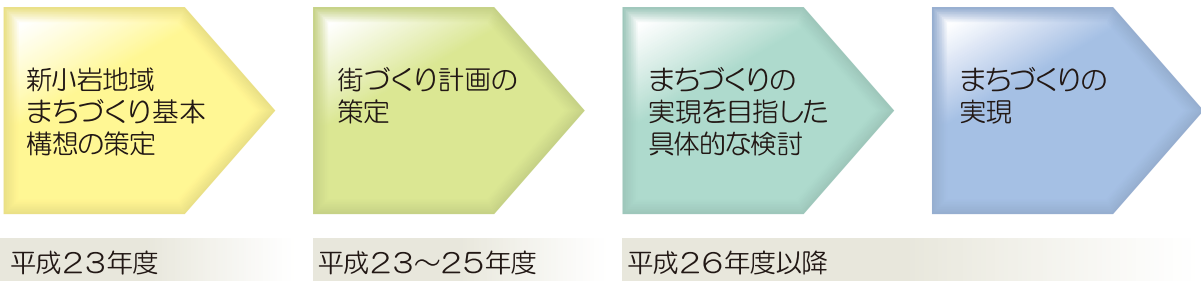 新小岩地域
まちづくり基本
構想の策定
街づくり計画の
策定
まちづくりの
実現を目指した
具体的な検討
まちづくりの
実現
平成23年度
平成23～25年度
平成26年度以降